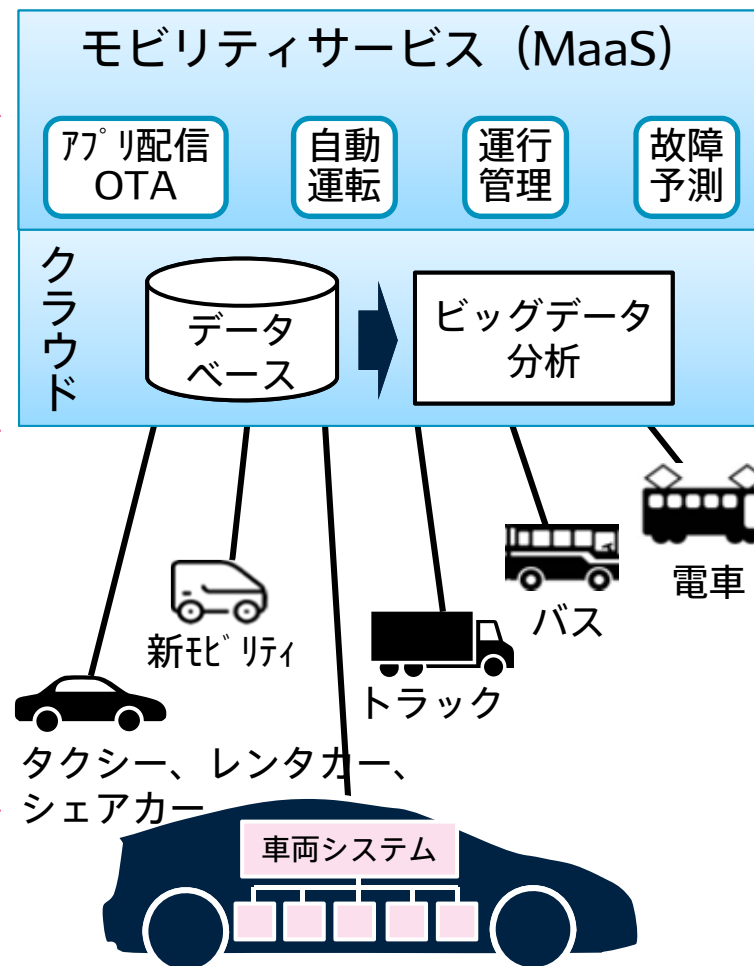 モビリティサービス（MaaS）
ｱﾌﾟﾘ配信
OTA
自動
運転
運行
管理
故障
予測
クラウド
データ
ベース
ビッグデータ
分析
電車
バス
新ﾓﾋﾞﾘﾃｨ
トラック
タクシー、レンタカー、
シェアカー
車両システム